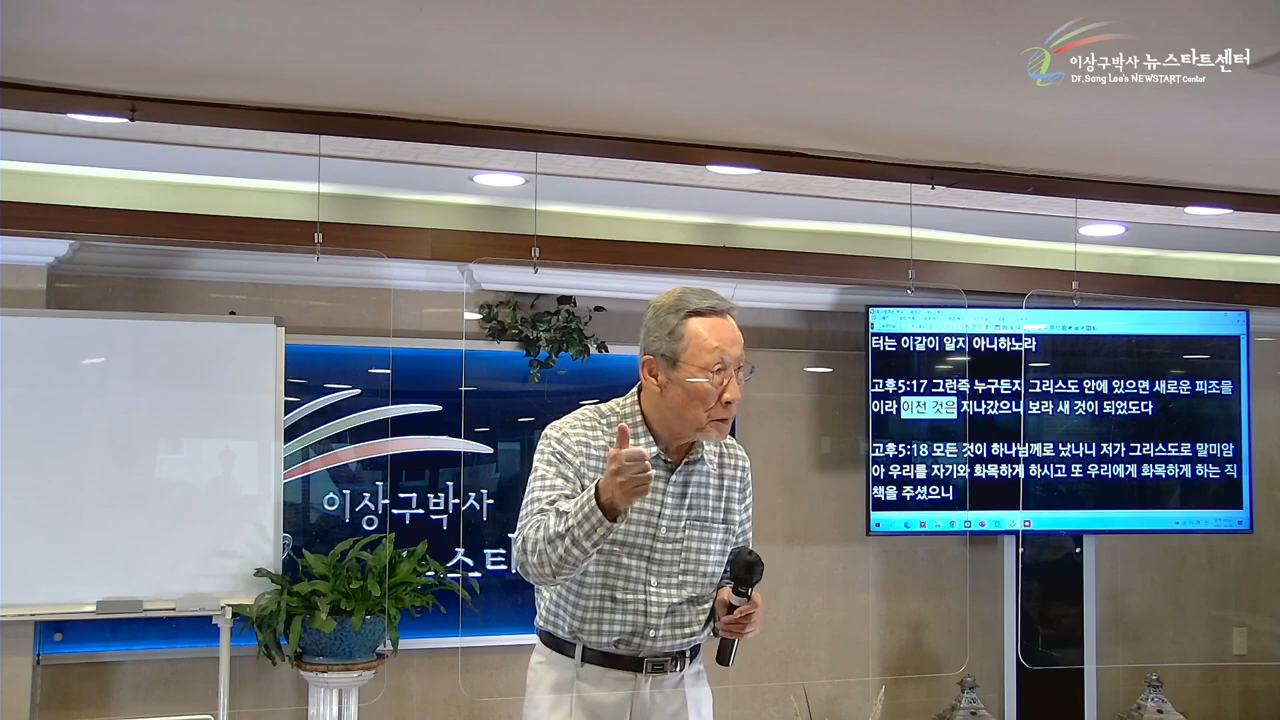 이상구박사 뉴스타트센터
Dr. Sang Lee's NEWSTART Center
이상구박사
스타
터는 이같이 알지 아니하노라
고후5:17 그런즉 누구든지 그리스도 안에 있으면 새로운 피조물
이라 이전 것은 지나갔으니 보라 새 것이 되었도다
고후5:18 모든 것이 하나님께로 났나니 저가 그리스도로 말미암
아 우리를 자기와 화목하게 하시고 또 우리에게 화목하게 하는 직
책을 주셨으니